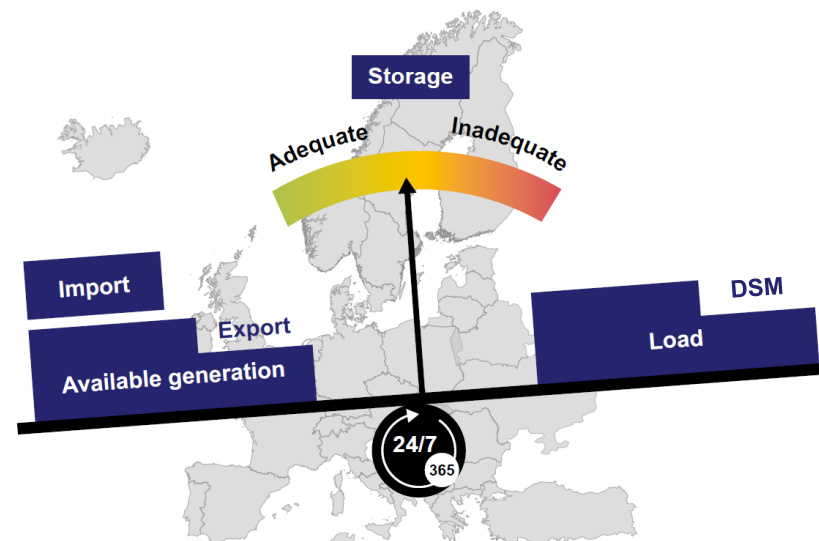 Storage
Adequate
Inadequate
Import
Export
Available generation
DSM
Load
24/7
365